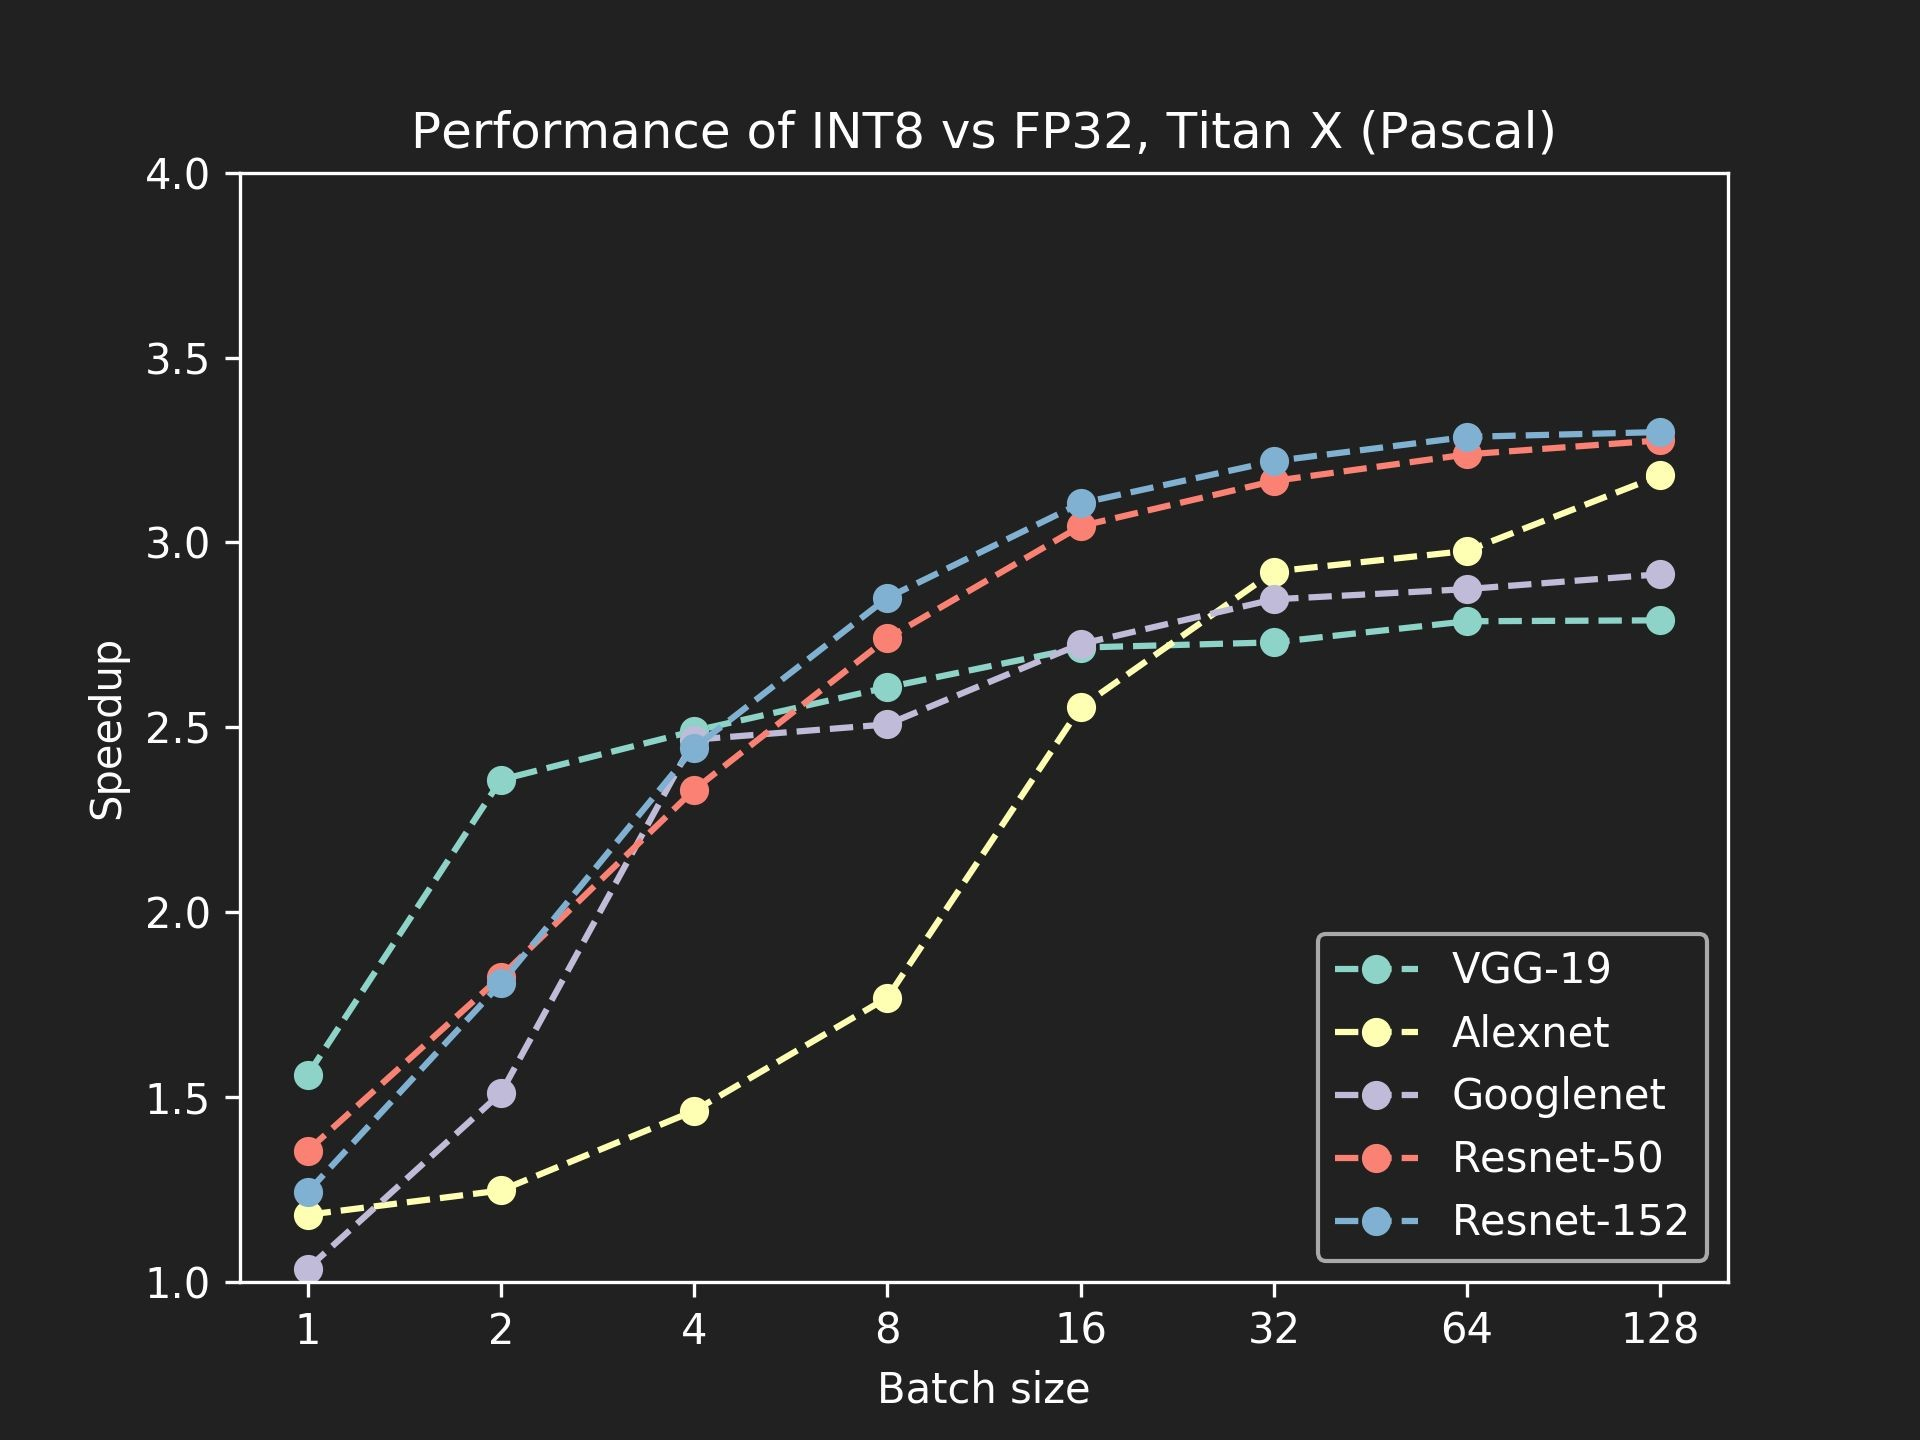 Performance of INT8 vs FP32, Titan X (Pascal)
4.0
3.5
3.0
2.5
2.0
1.5
1.0
Speedup
VGG-19
Alexnet
Googlenet
Resnet-50
Resnet-152
1 2 4 8 16 32 64 128
Batch size